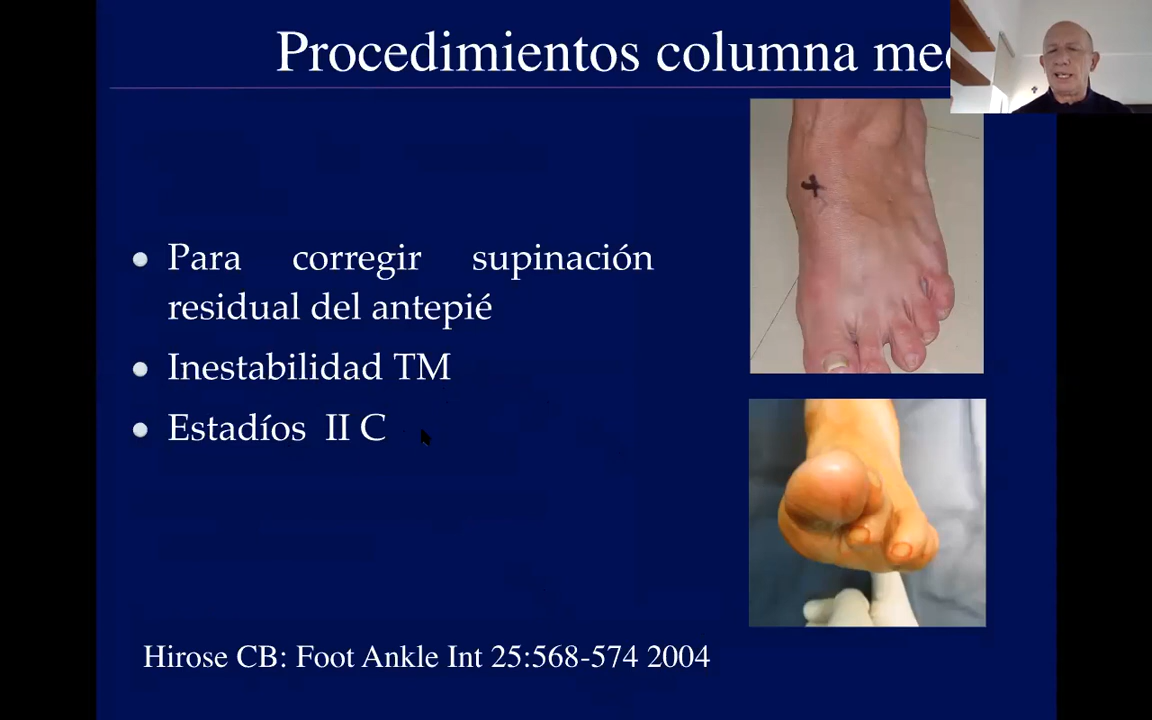 Procedimientos columna
Para corregir supinación
residual del antepié
Inestabilidad TM
Estadíos II C
Hirose CB: Foot Ankle Int 25:568-574 2004